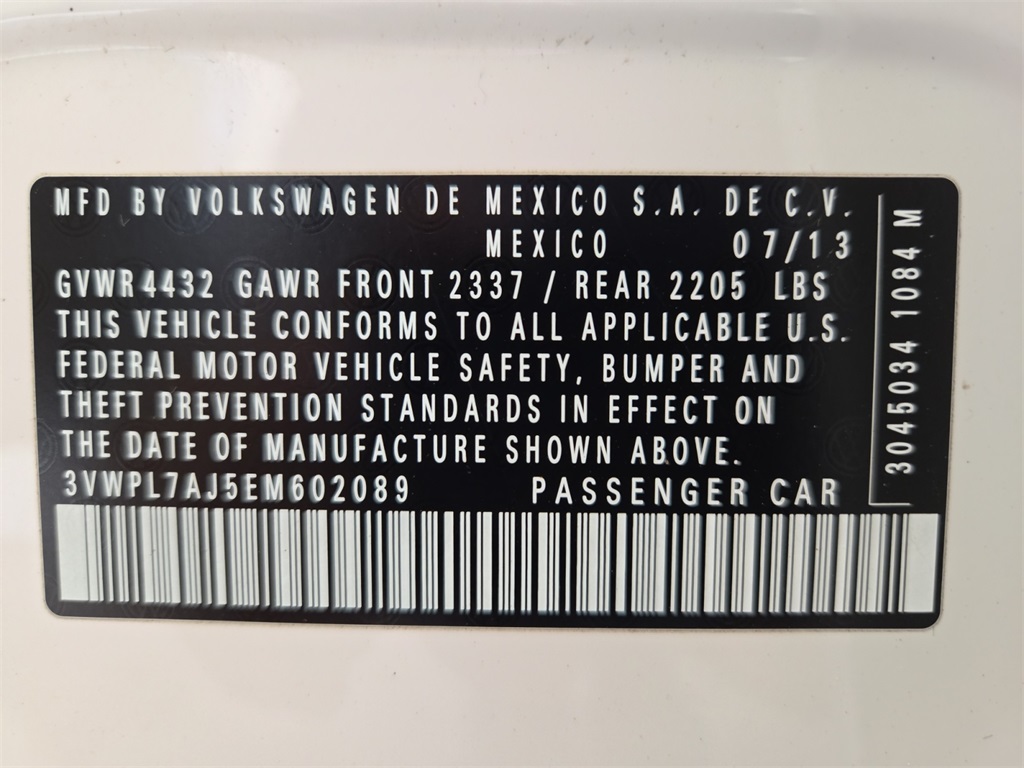 MFD BY VOLKSWAGEN DE MEXICO S.A. DE C.V.
MEXICO 07/13
GVWR4432 GAWR FRONT 2337 / REAR 2205 LBS
THIS VEHICLE CONFORMS TO ALL APPLICABLE U.S.
FEDERAL MOTOR VEHICLE SAFETY, BUMPER AND
THEFT PREVENTION STANDARDS IN EFFECT ON
THE DATE OF MANUFACTURE SHOWN ABOVE.
3VWPL7AJ5EM602089 PASSENGER CAR
3045034 1084 M